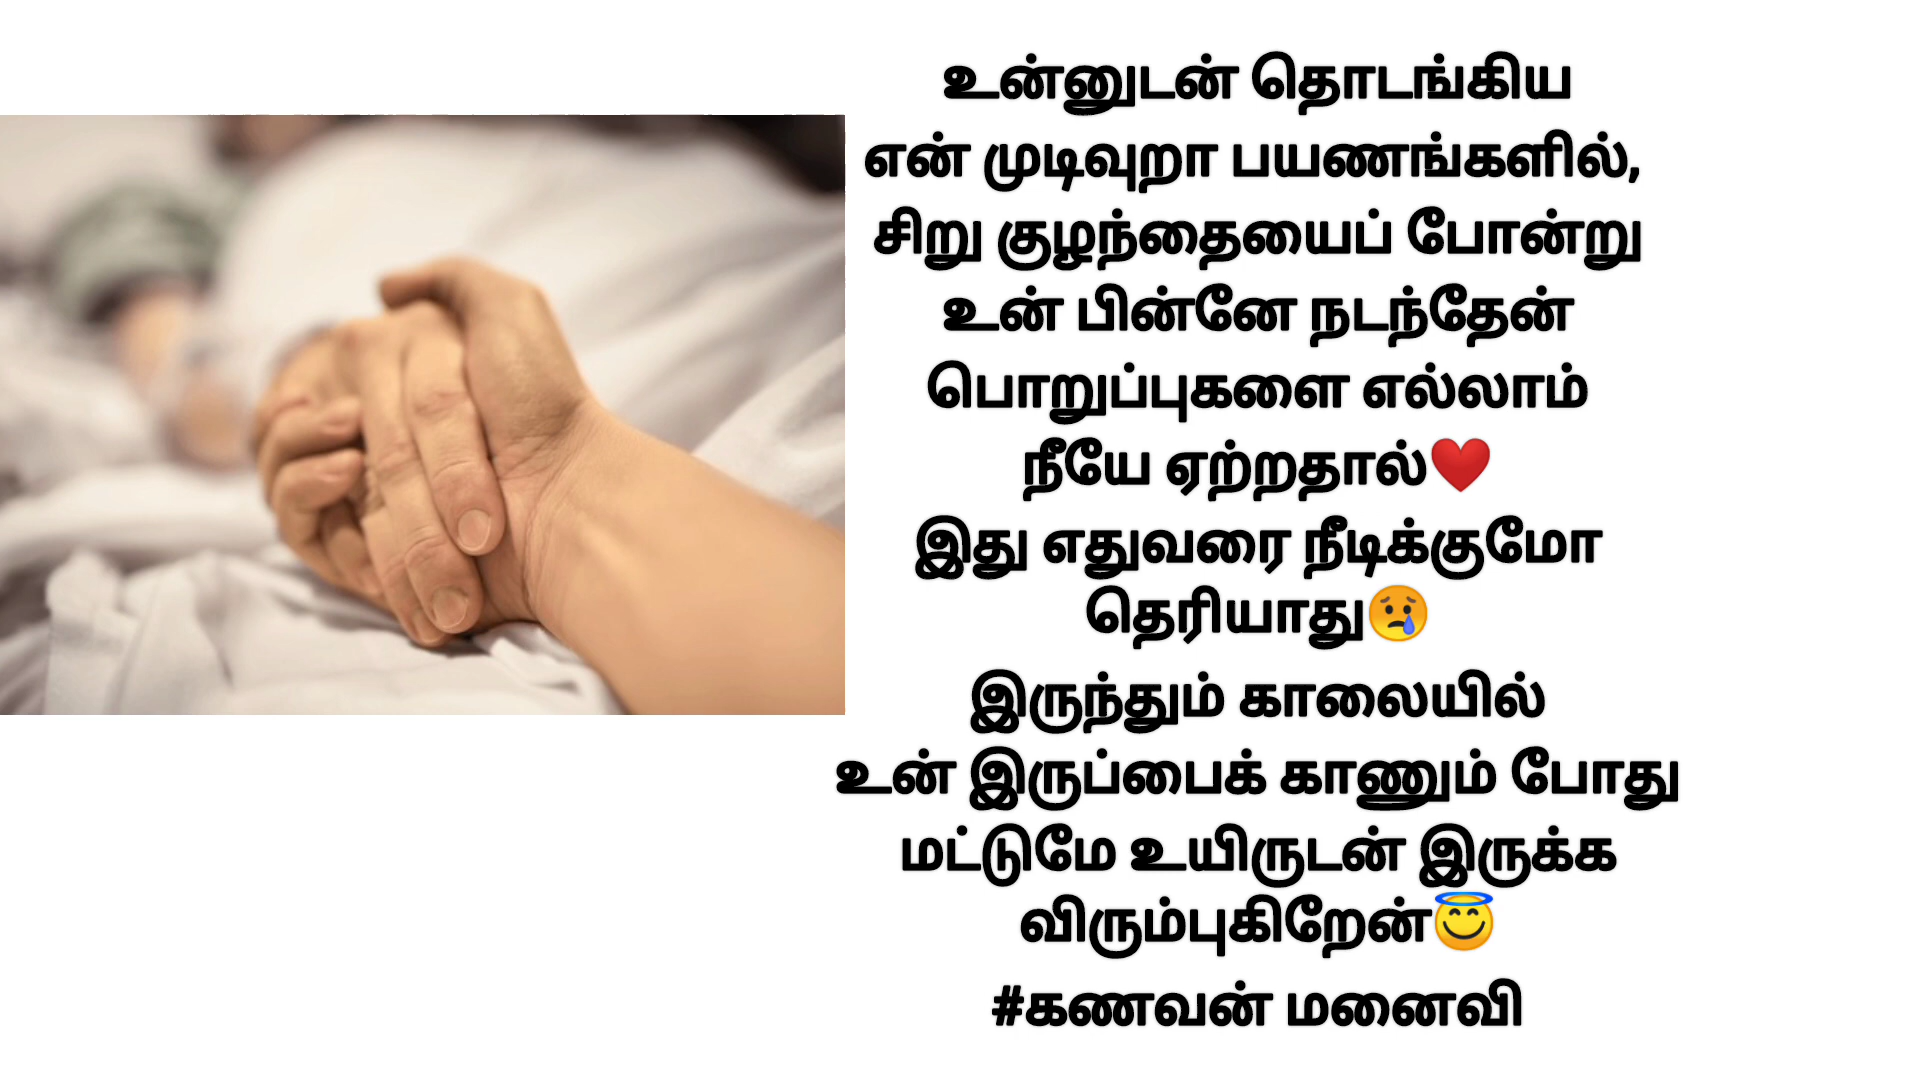 உன்னுடன் தொடங்கிய
என் முடிவுறா பயணங்களில்,
சிறு குழந்தையைப் போன்று
உன் பின்னே நடந்தேன்
பொறுப்புகளை எல்லாம்
நீயே ஏற்றதால்❤️
இது எதுவரை நீடிக்குமோ
தெரியாது😢
இருந்தும் காலையில்
உன் இருப்பைக் காணும் போது
மட்டுமே உயிருடன் இருக்க
விரும்புகிறேன்😇
#கணவன் மனைவி